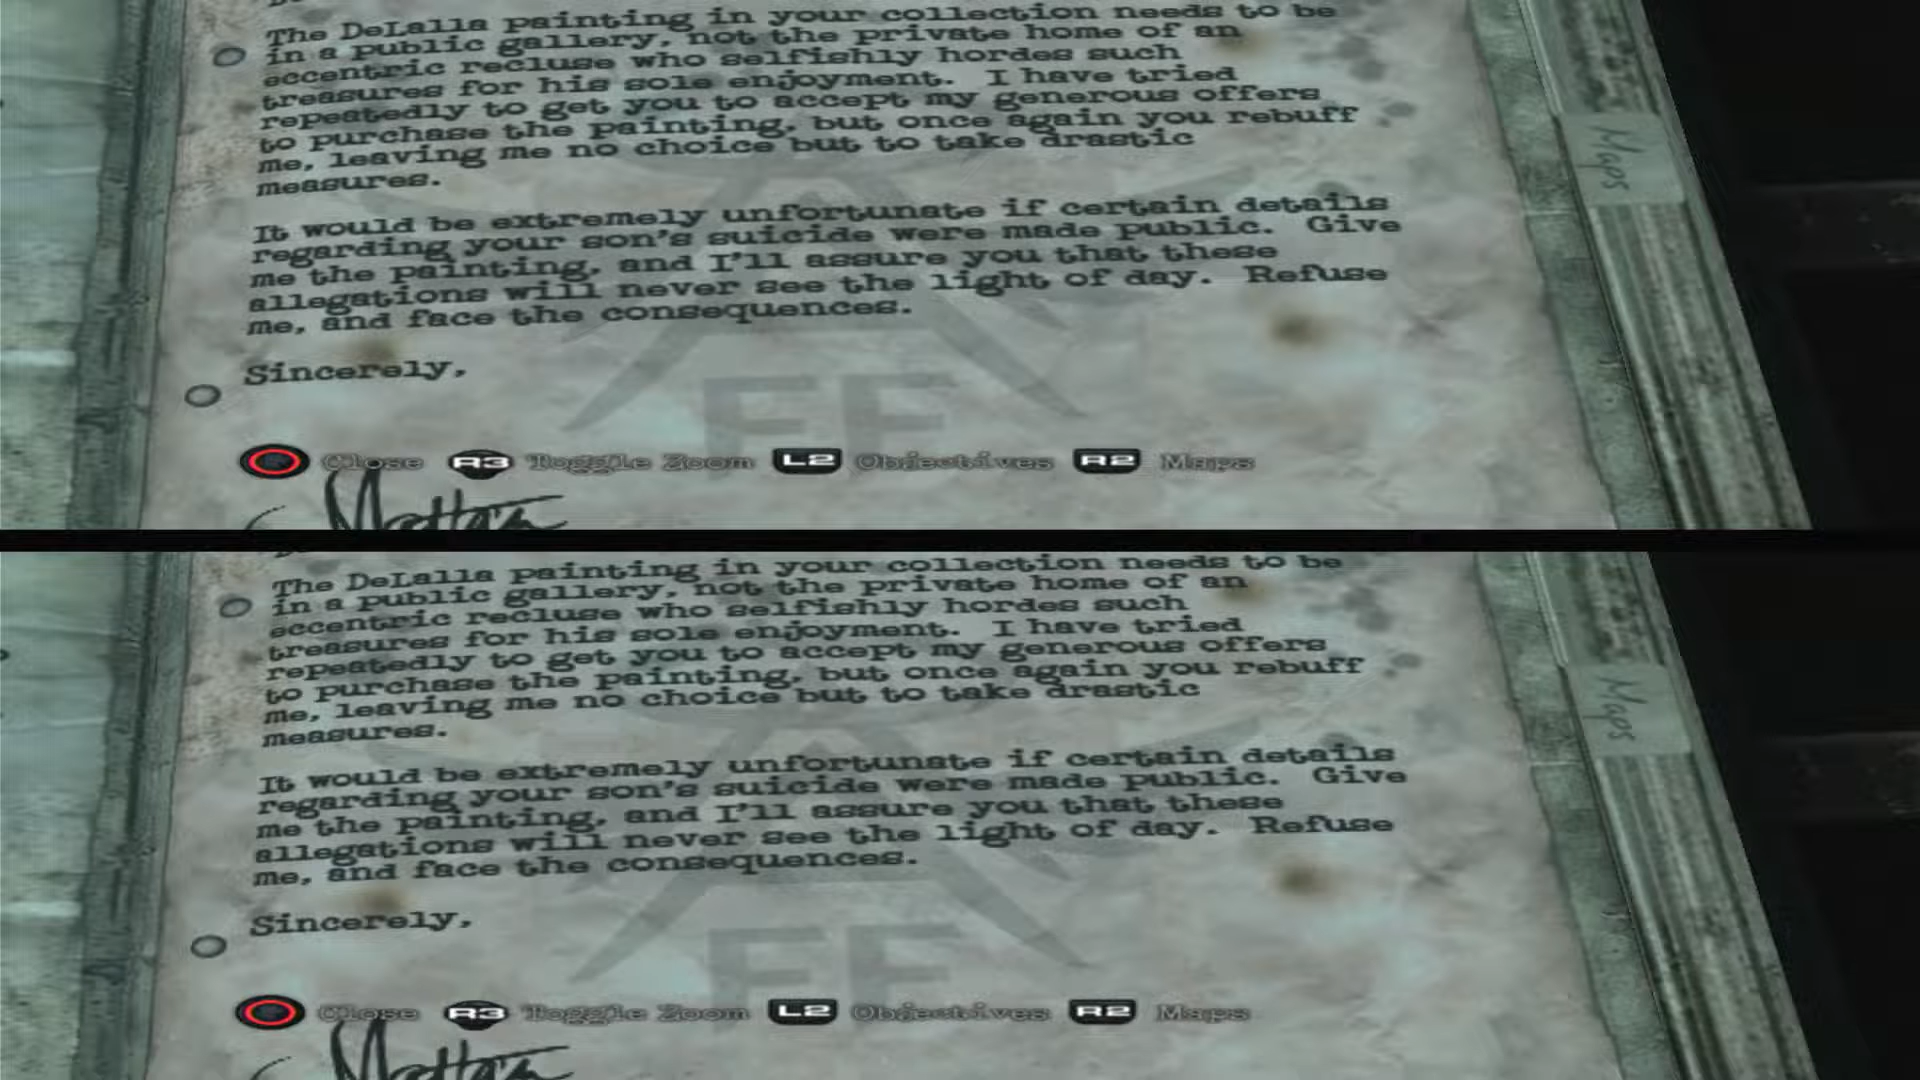 The DeLalla painting in your collection needs to be
in a public gallery, not the private home of an
eccentric recluse who selfishly hordes such
treasures for his sole enjoyment. I have tried
repeatedly to get you to accept my generous offers
to purchase the painting, but once again you rebuff
me, leaving me no choice but to take drastic
measures.
It would be extremely unfortunate if certain details
regarding your son's suicide were made public. Give
me the painting, and I'll assure you that these
allegations will never see the light of day. Refuse
me, and face the consequences.
Sincerely,
EE
Close R3 Toggle Zoom L2 Objectives R2 Maps
Maps
The DeLalla painting in your collection needs to be
in a public gallery, not the private home of an
eccentric recluse who selfishly hordes such
treasures for his sole enjoyment. I have tried
repeatedly to get you to accept my generous offers
to purchase the painting, but once again you rebuff
me, leaving me no choice but to take drastic
measures.
It would be extremely unfortunate if certain details
regarding your son's suicide were made public. Give
me the painting, and I'll assure you that these
allegations will never see the light of day. Refuse
me, and face the consequences.
Sincerely,
EE
Close R3 Toggle Zoom L2 Objectives R2 Maps
Maps